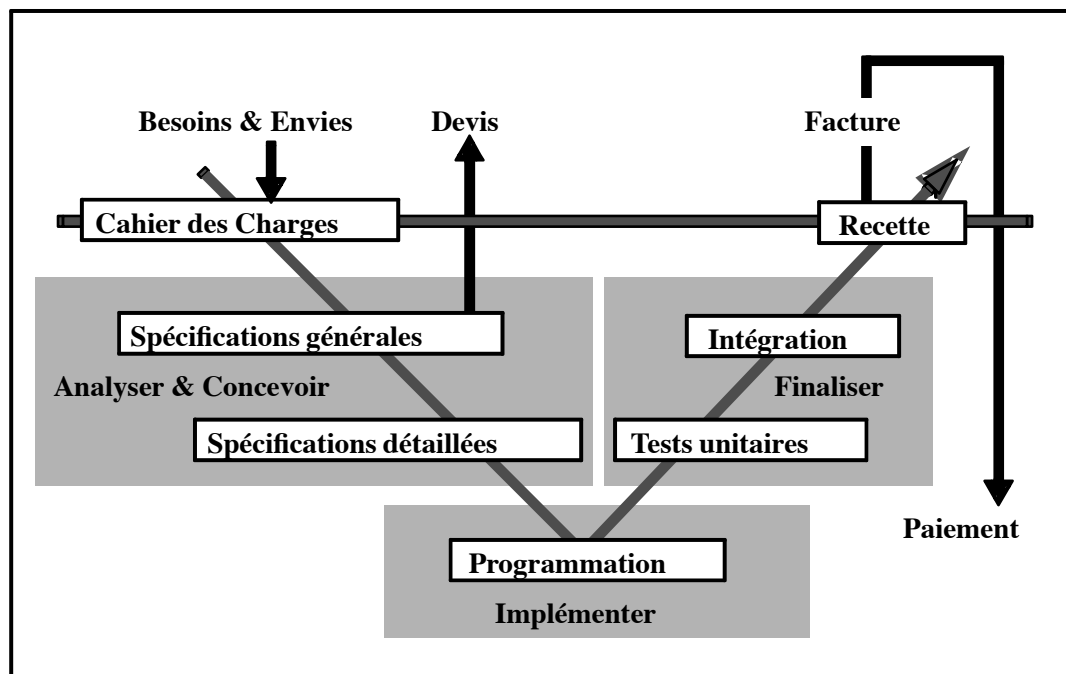 Besoins & Envies
Devis
Facture
Cahier des Charges
Recette
Spécifications générales
Intégration
Analyser & Concevoir
Finaliser
Spécifications détaillées
Tests unitaires
Paiement
Programmation
Implémenter